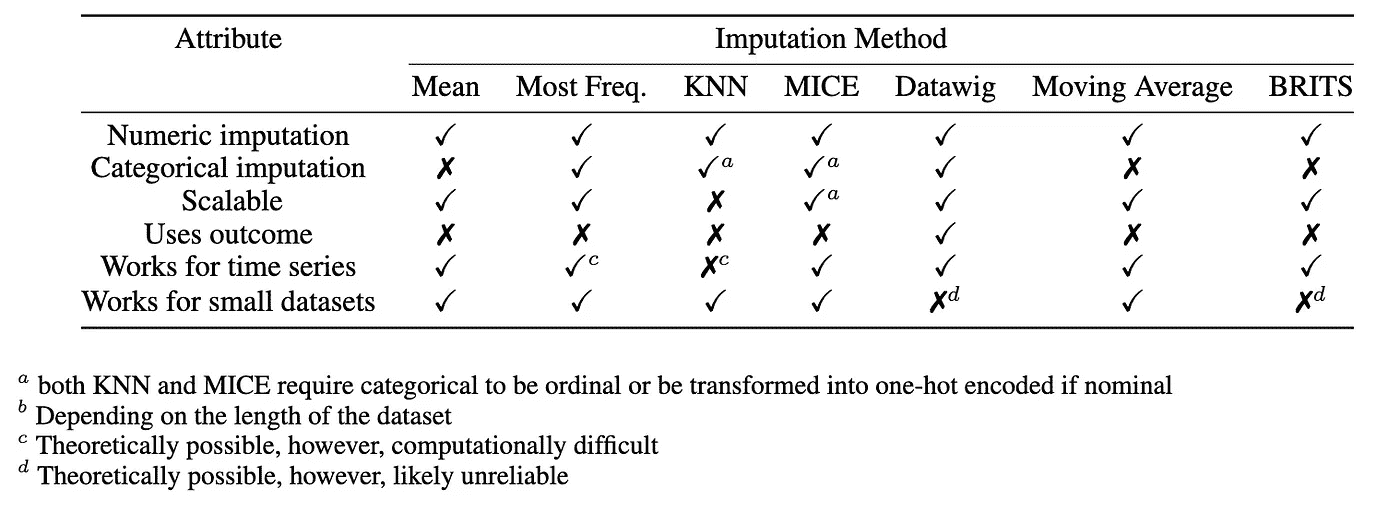 Attribute Imputation Method
Mean Most Freq. KNN MICE Datawig Moving Average BRITS
Numeric imputation ✓ ✓ ✓ ✓ ✓ ✓ ✓
Categorical imputation ✗ ✓ ✓a ✓a ✓ ✗ ✗
Scalable ✓ ✓ ✗ ✓a ✓ ✓ ✓
Uses outcome ✗ ✗ ✗ ✗ ✓ ✗ ✗
Works for time series ✓ ✓c ✗c ✓ ✓ ✓ ✓
Works for small datasets ✓ ✓ ✓ ✓ ✗d ✓ ✗d
a both KNN and MICE require categorical to be ordinal or be transformed into one-hot encoded if nominal
b Depending on the length of the dataset
c Theoretically possible, however, computationally difficult
d Theoretically possible, however, likely unreliable